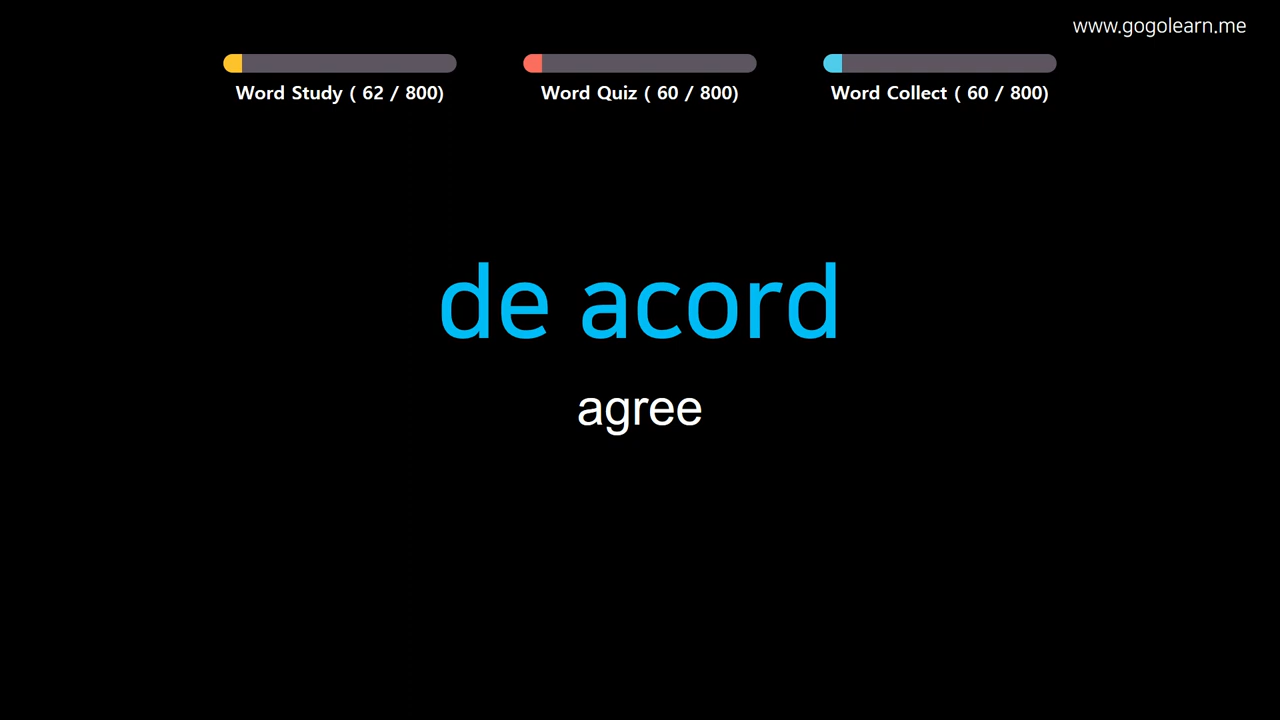 www.gogolearn.me
Word Study ( 62 / 800)
Word Quiz ( 60 / 800)
Word Collect ( 60 / 800)
de acord
agree